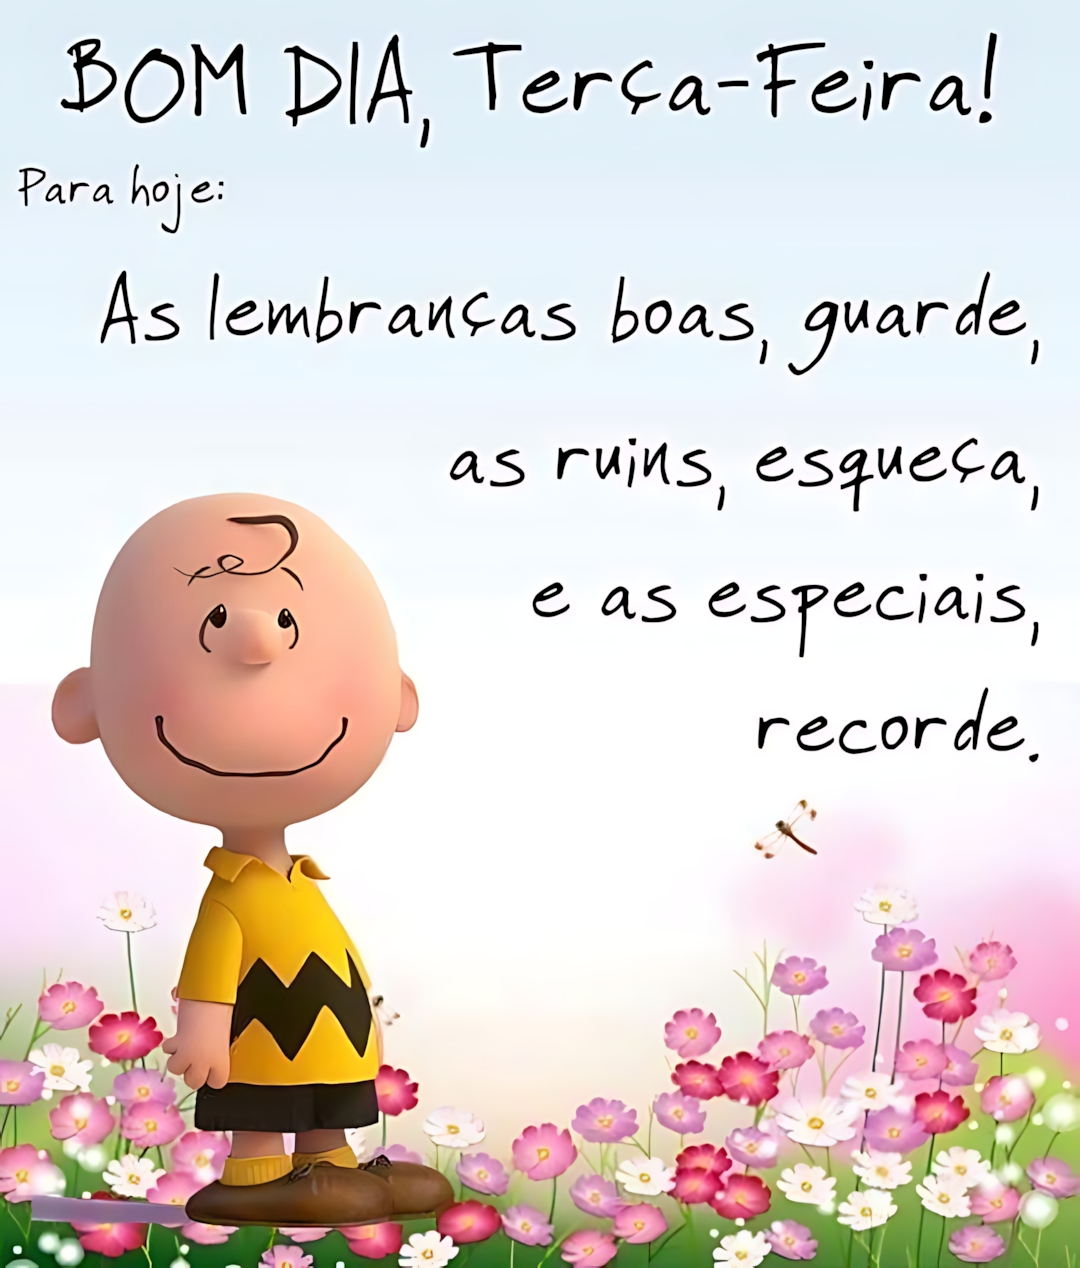 BOM DIA, Terça-Feira!
Para hoje:
As lembranças boas, guarde,
as ruins, esqueça,
e as especiais,
recorde.